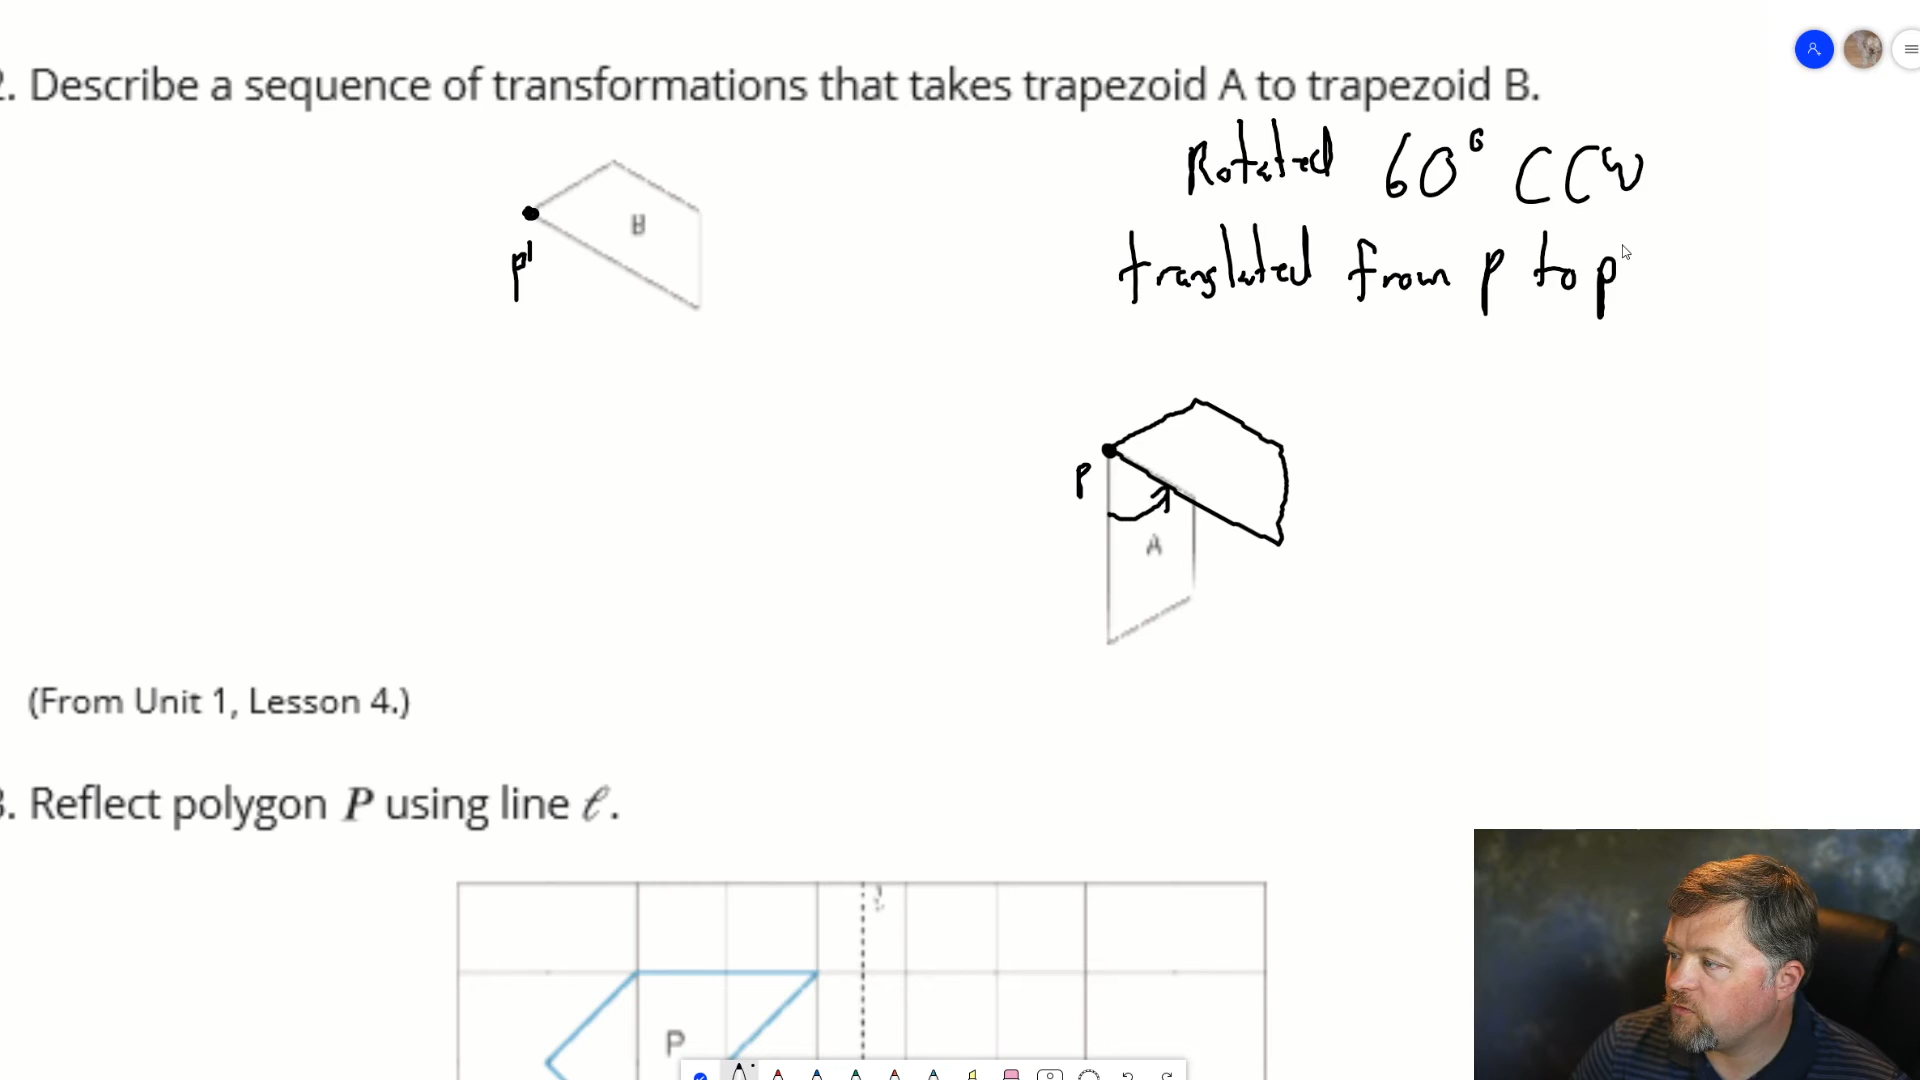 2. Describe a sequence of transformations that takes trapezoid A to trapezoid B.
Rotated 60° CCW
translated from P to P'
B
P'
P
A
(From Unit 1, Lesson 4.)
3. Reflect polygon P using line ℓ.
P